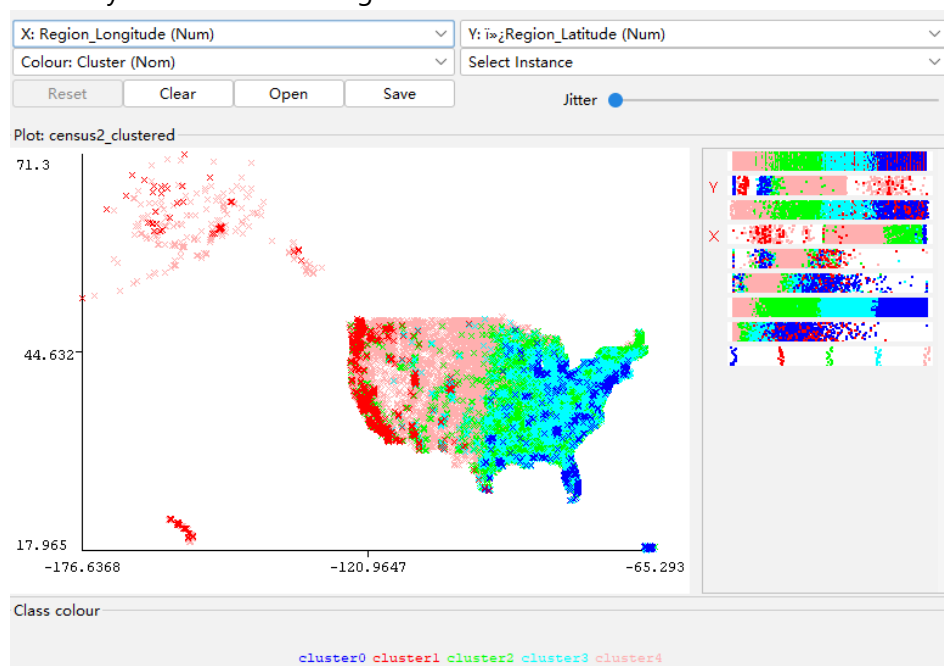 X: Region_Longitude (Num)
Y: ï»¿Region_Latitude (Num)
Colour: Cluster (Nom)
Select Instance
Reset
Clear
Open
Save
Jitter
Plot: census2_clustered
71.3
44.632
17.965
-176.6368
-120.9647
-65.293
Y
X
Class colour
cluster0 cluster1 cluster2 cluster3 cluster4